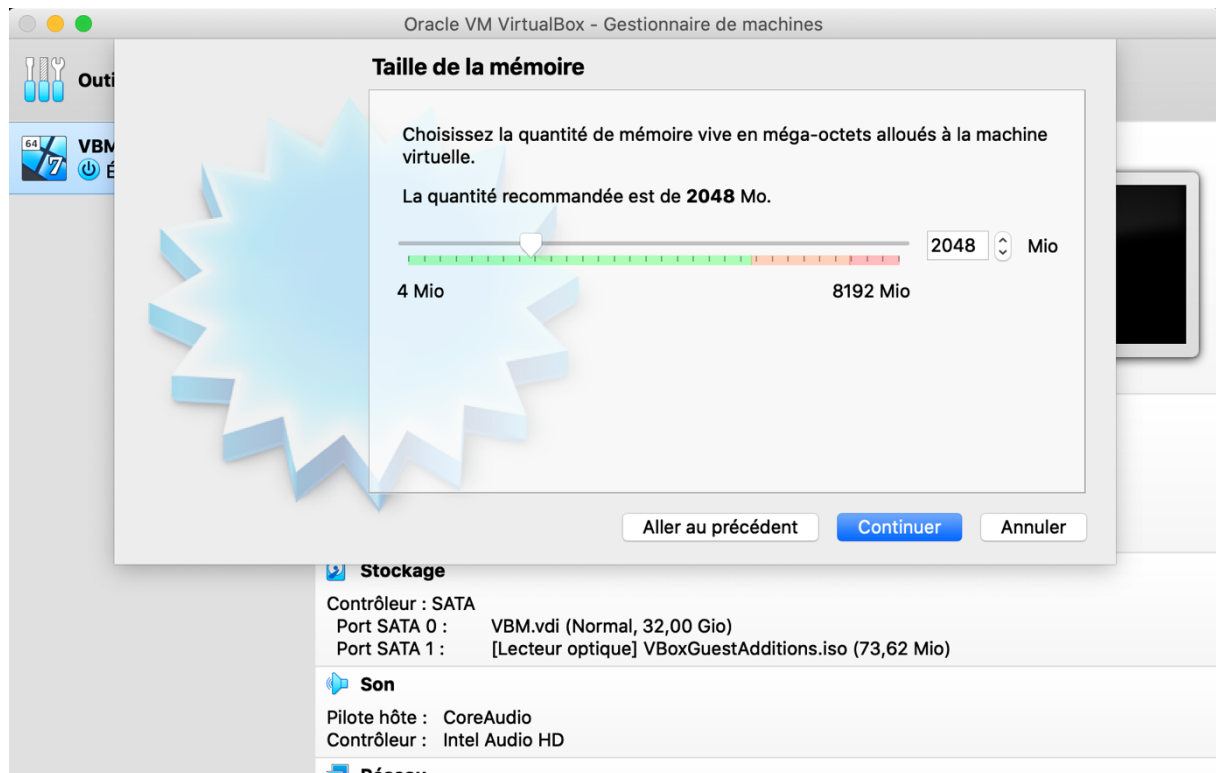 Oracle VM VirtualBox - Gestionnaire de machines
Taille de la mémoire
Outi
Choisissez la quantité de mémoire vive en méga-octets alloués à la machine
virtuelle.
La quantité recommandée est de 2048 Mo.
64
7
VBM
É
2048 Mio
4 Mio 8192 Mio
Aller au précédent Continuer Annuler
Stockage
Contrôleur : SATA
Port SATA 0 : VBM.vdi (Normal, 32,00 Gio)
Port SATA 1 : [Lecteur optique] VBoxGuestAdditions.iso (73,62 Mio)
Son
Pilote hôte : CoreAudio
Contrôleur : Intel Audio HD
Réseau